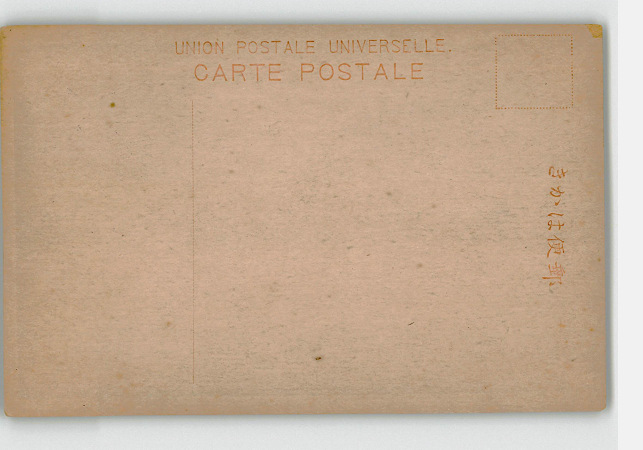 UNION POSTALE UNIVERSELLE.
CARTE POSTALE
きかは便郵